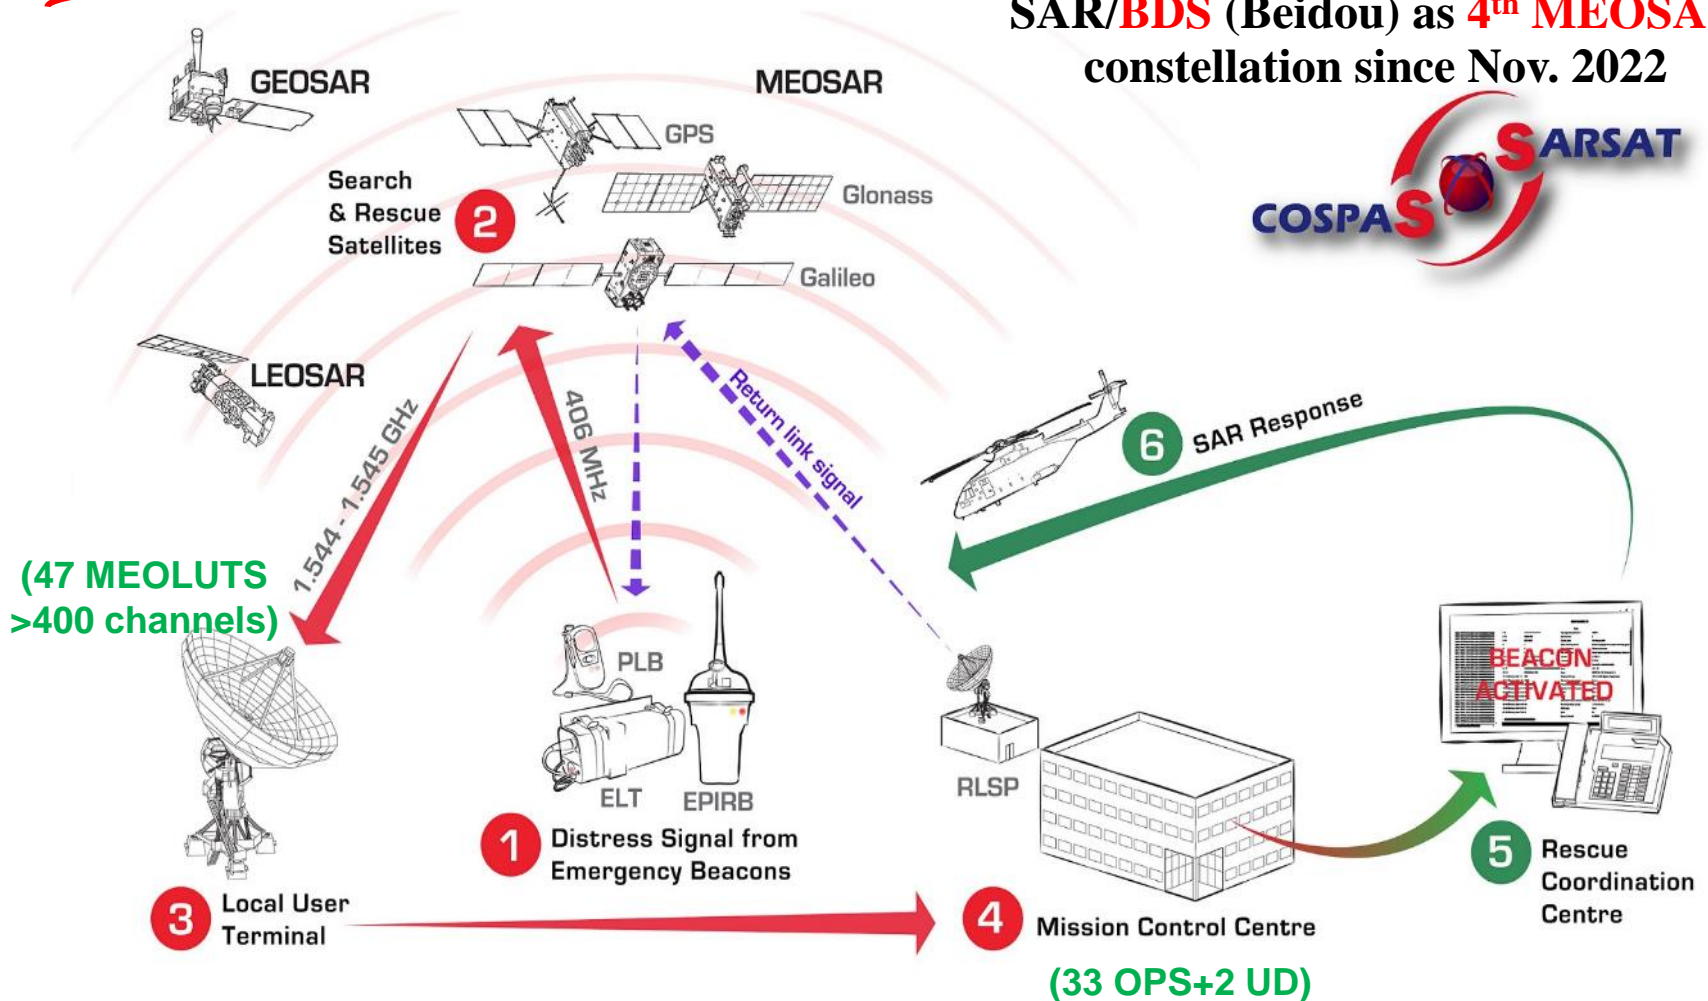 SAR/BDS (Beidou) as 4th MEOSA
constellation since Nov. 2022
GEOSAR
MEOSAR
GPS
COSPAS SARSAT
Search
& Rescue
Satellites
2
Glonass
Galileo
LEOSAR
1.544 - 1.545 GHz
406 MHz
Return link signal
6
SAR Response
(47 MEOLUTS
>400 channels)
PLB
ELT
EPIRB
RLSP
BEACON
ACTIVATED
1
Distress Signal from
Emergency Beacons
5
Rescue
Coordination
Centre
3
Local User
Terminal
4
Mission Control Centre
(33 OPS+2 UD)